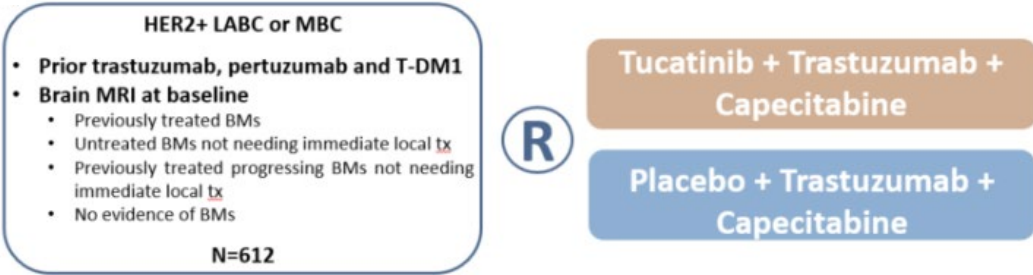 HER2+ LABC or MBC
• Prior trastuzumab, pertuzumab and T-DM1
• Brain MRI at baseline
• Previously treated BMs
• Untreated BMs not needing immediate local tx
• Previously treated progressing BMs not needing
immediate local tx
• No evidence of BMs
N=612
R
Tucatinib + Trastuzumab +
Capecitabine
Placebo + Trastuzumab +
Capecitabine